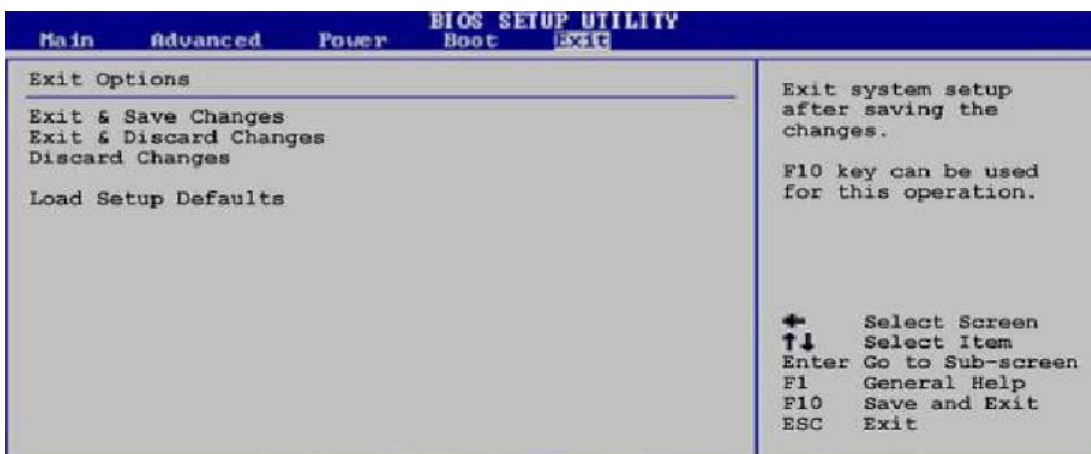 BIOS SETUP UTILITY
Main Advanced Power Boot Exit
Exit Options
Exit & Save Changes
Exit & Discard Changes
Discard Changes
Load Setup Defaults
Exit system setup
after saving the
changes.
F10 key can be used
for this operation.
← Select Screen
↑↓ Select Item
Enter Go to Sub-screen
F1 General Help
F10 Save and Exit
ESC Exit